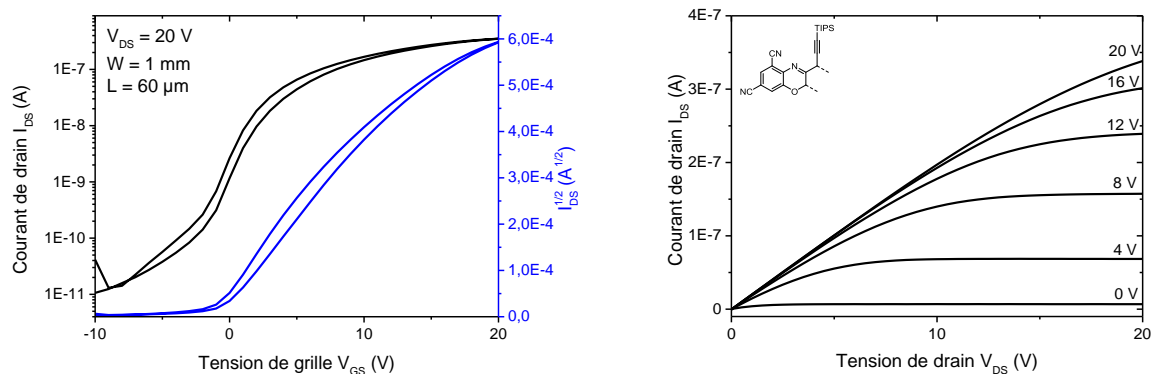 V_DS = 20 V
W = 1 mm
L = 60 µm
1E-7
1E-8
1E-9
1E-10
1E-11
Courant de drain I_DS (A)
-10
0
10
20
Tension de grille V_GS (V)
6,0E-4
5,0E-4
4,0E-4
3,0E-4
2,0E-4
1,0E-4
0,0
I_DS^1/2 (A^1/2)
4E-7
3E-7
2E-7
1E-7
0
Courant de drain I_DS (A)
TIPS
CN
N
NC
O
20 V
16 V
12 V
8 V
4 V
0 V
0
10
20
Tension de drain V_DS (V)